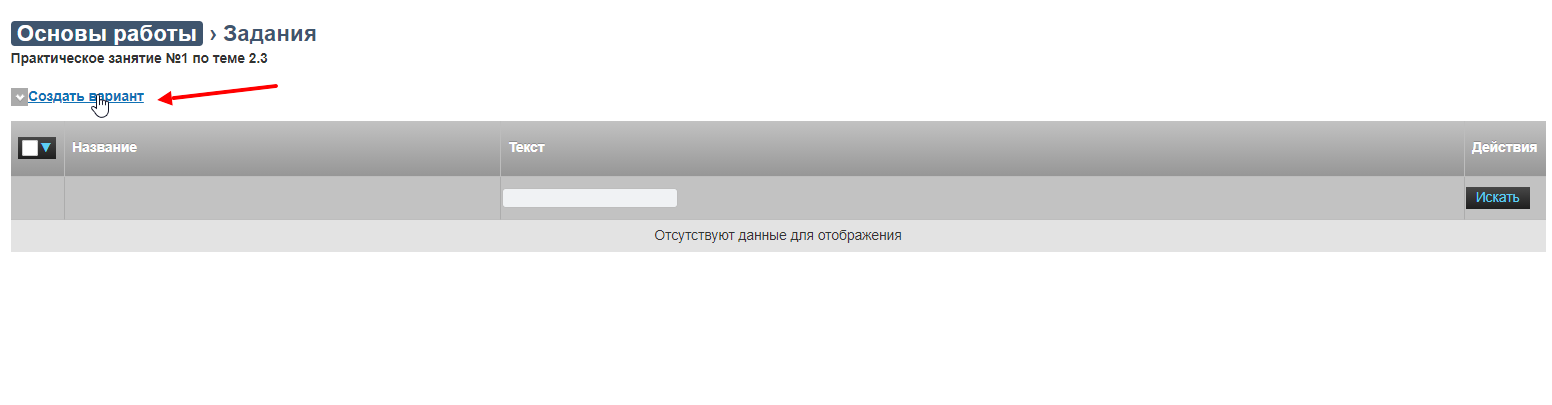 Основы работы › Задания
Практическое занятие №1 по теме 2.3
Создать вариант
Название Текст Действия
Искать
Отсутствуют данные для отображения